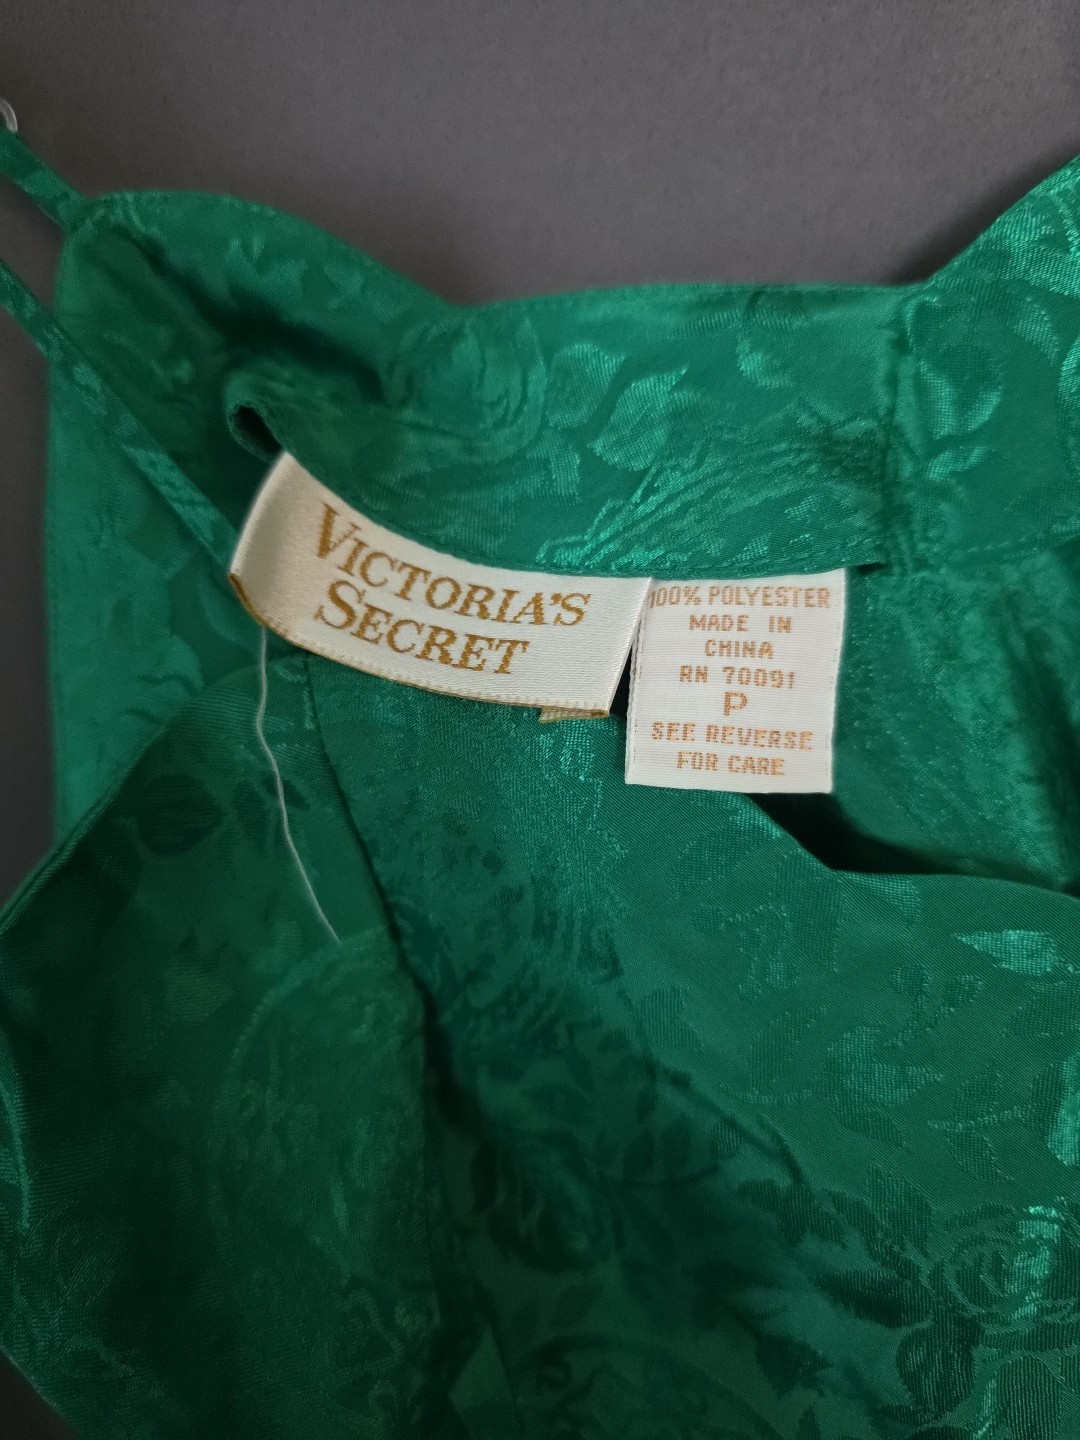 VICTORIA'S
SECRET
100% POLYESTER
MADE IN
CHINA
RN 70091
P
SEE REVERSE
FOR CARE